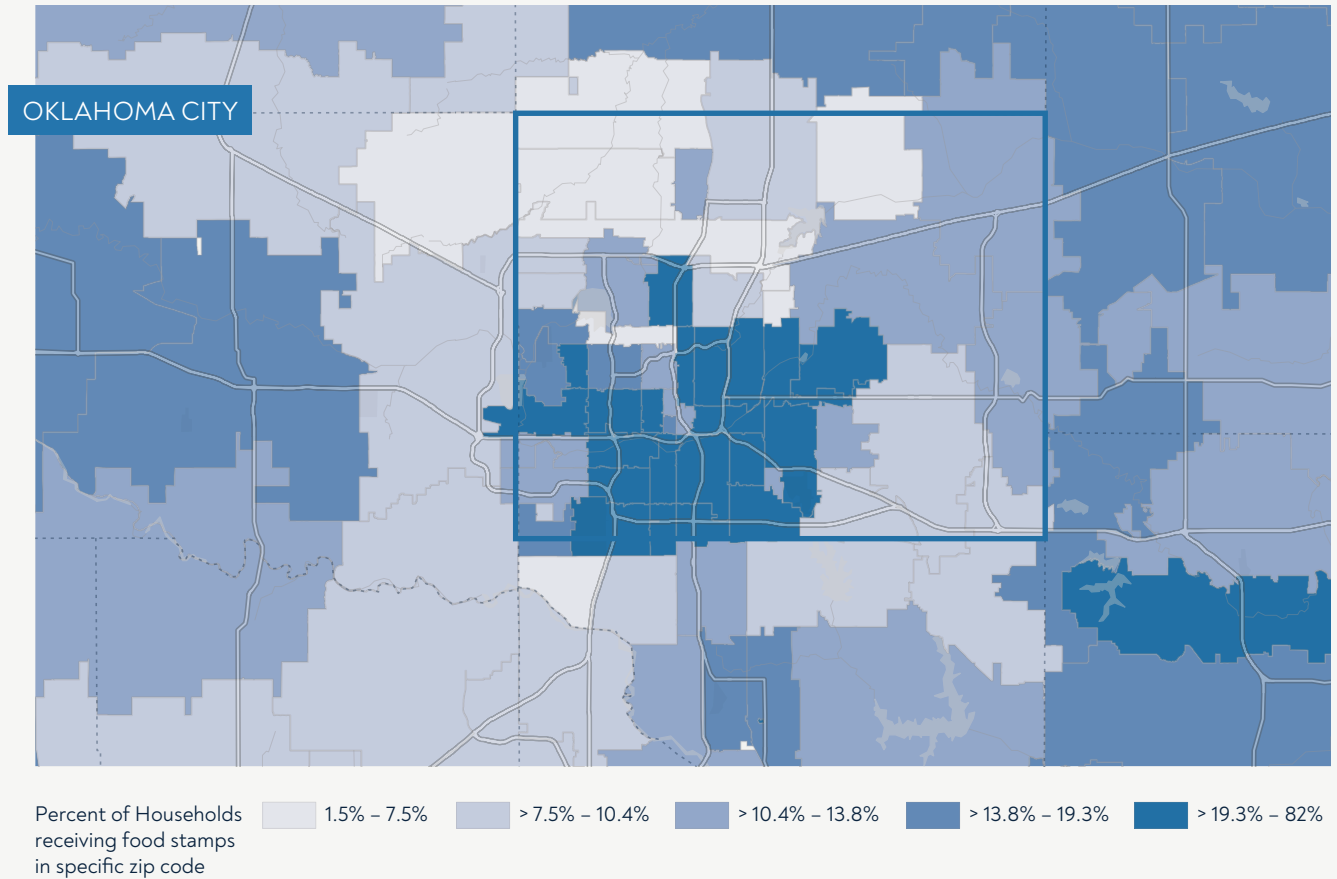 OKLAHOMA CITY
Percent of Households
receiving food stamps
in specific zip code
1.5% – 7.5%
> 7.5% – 10.4%
> 10.4% – 13.8%
> 13.8% – 19.3%
> 19.3% – 82%